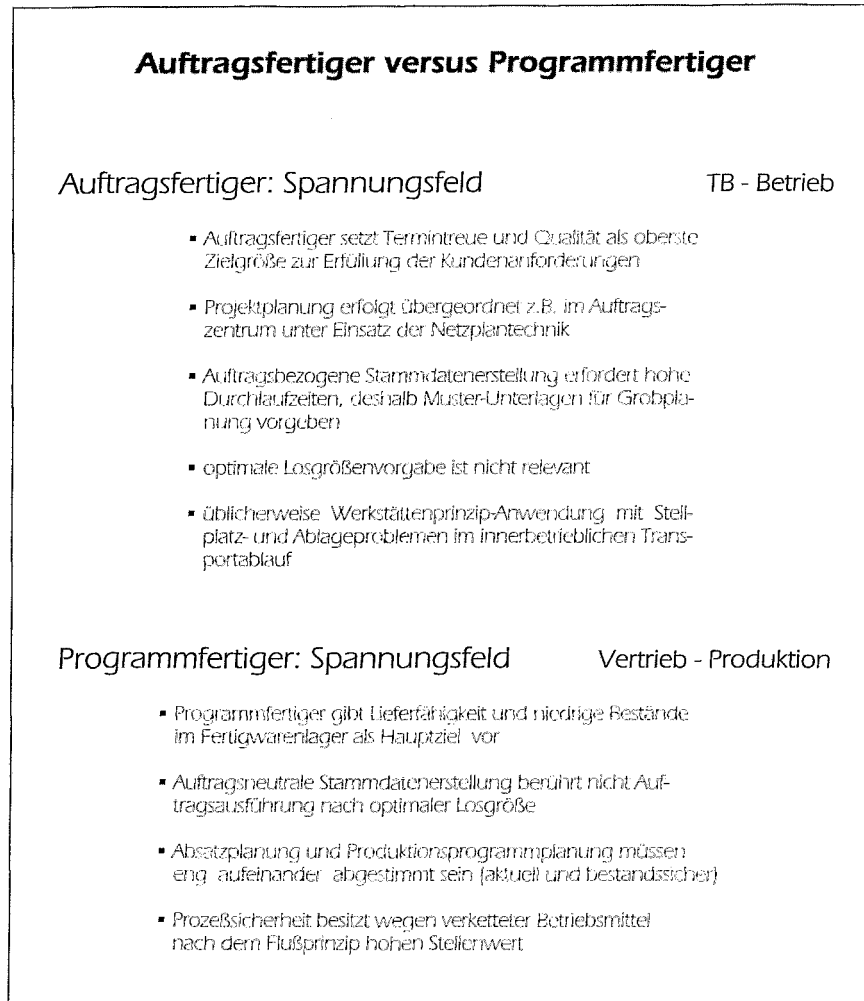 Auftragsfertiger versus Programmfertiger
Auftragsfertiger: Spannungsfeld TB - Betrieb
▪ Auftragsfertiger setzt Termintreue und Qualität als oberste
Zielgröße zur Erfüllung der Kundenanforderungen
▪ Projektplanung erfolgt übergeordnet z.B. im Auftrags-
zentrum unter Einsatz der Netzplantechnik
▪ Auftragsbezogene Stammdatenerstellung erfordert hohe
Durchlaufzeiten, deshalb Muster-Unterlagen für Grobpla-
nung vorgeben
▪ optimale Losgrößenvorgabe ist nicht relevant
▪ üblicherweise Werkstättenprinzip-Anwendung mit Stell-
platz- und Ablageproblemen im innerbetrieblichen Trans-
portablauf
Programmfertiger: Spannungsfeld Vertrieb - Produktion
▪ Programmfertiger gibt Lieferfähigkeit und niedrige Bestände
im Fertigwarenlager als Hauptziel vor
▪ Auftragsneutrale Stammdatenerstellung berührt nicht Auf-
tragsausführung nach optimaler Losgröße
▪ Absatzplanung und Produktionsprogrammplanung müssen
eng aufeinander abgestimmt sein (aktuell und bestandssicher)
▪ Prozeßsicherheit besitzt wegen verketteter Betriebsmittel
nach dem Flußprinzip hohen Stellenwert